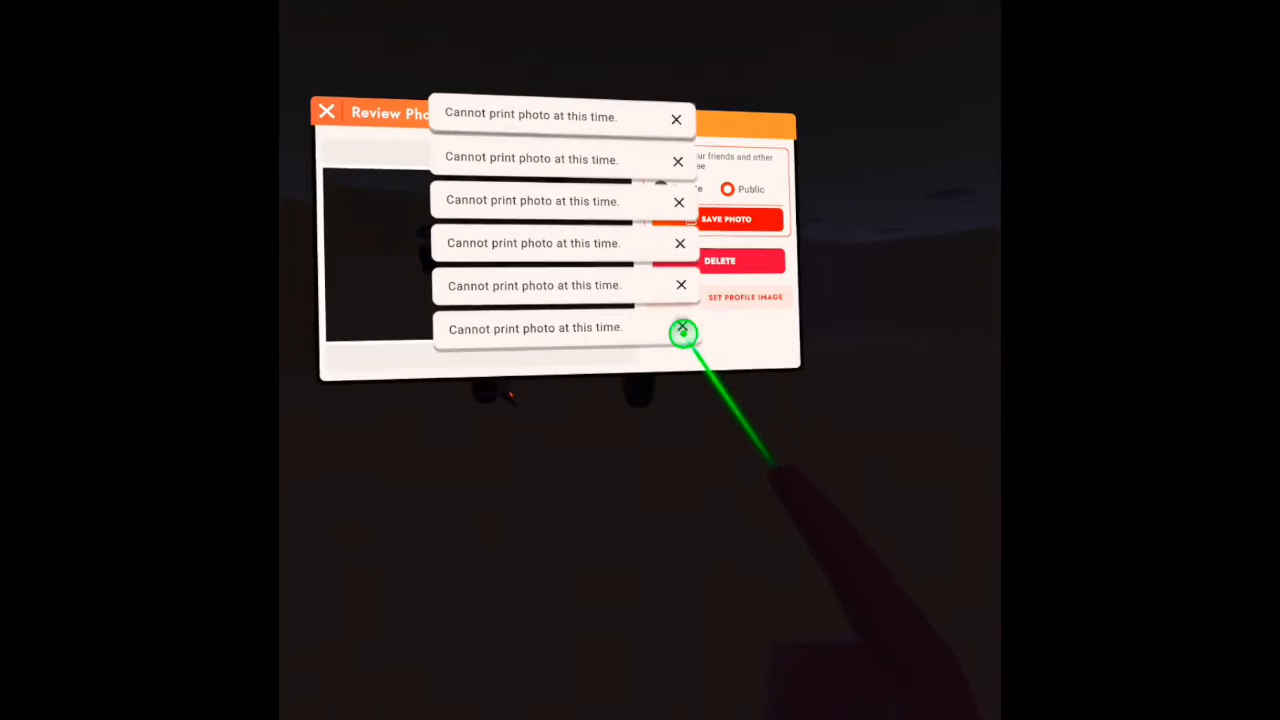 Review Pho
Cannot print photo at this time.
Cannot print photo at this time.
Cannot print photo at this time.
Cannot print photo at this time.
Cannot print photo at this time.
Cannot print photo at this time.
ur friends and other
ee
te
Public
SAVE PHOTO
DELETE
SET PROFILE IMAGE